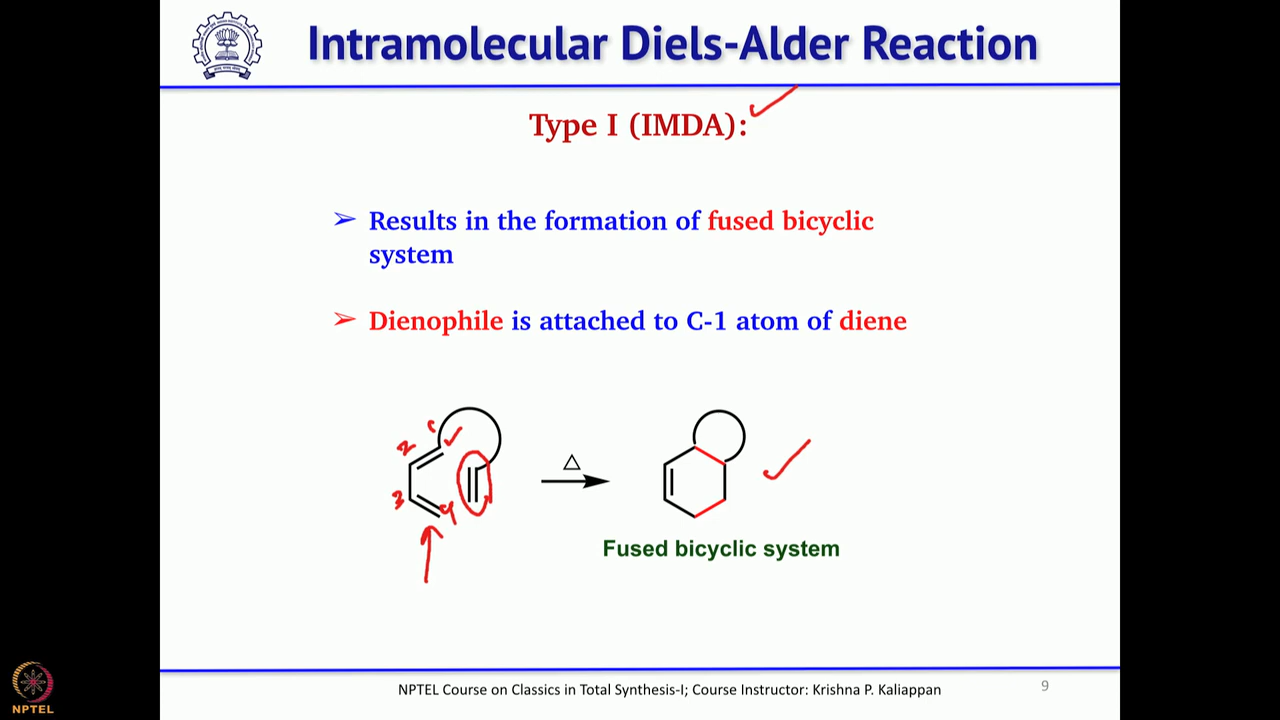 Intramolecular Diels-Alder Reaction
Type I (IMDA):
➢ Results in the formation of fused bicyclic
system
➢ Dienophile is attached to C-1 atom of diene
1
2
3
4
Δ
Fused bicyclic system
NPTEL Course on Classics in Total Synthesis-I; Course Instructor: Krishna P. Kaliappan
9
NPTEL